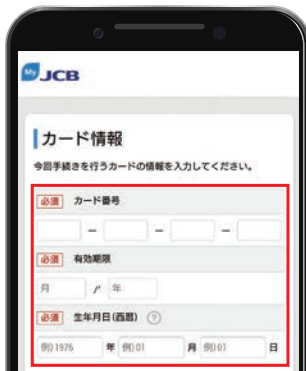 My JCB
カード情報
今回手続きを行うカードの情報を入力してください。
必須 カード番号
- - -
必須 有効期限
月 / 年
必須 生年月日(西暦) ?
例)1976 年 例)01 月 例)01 日